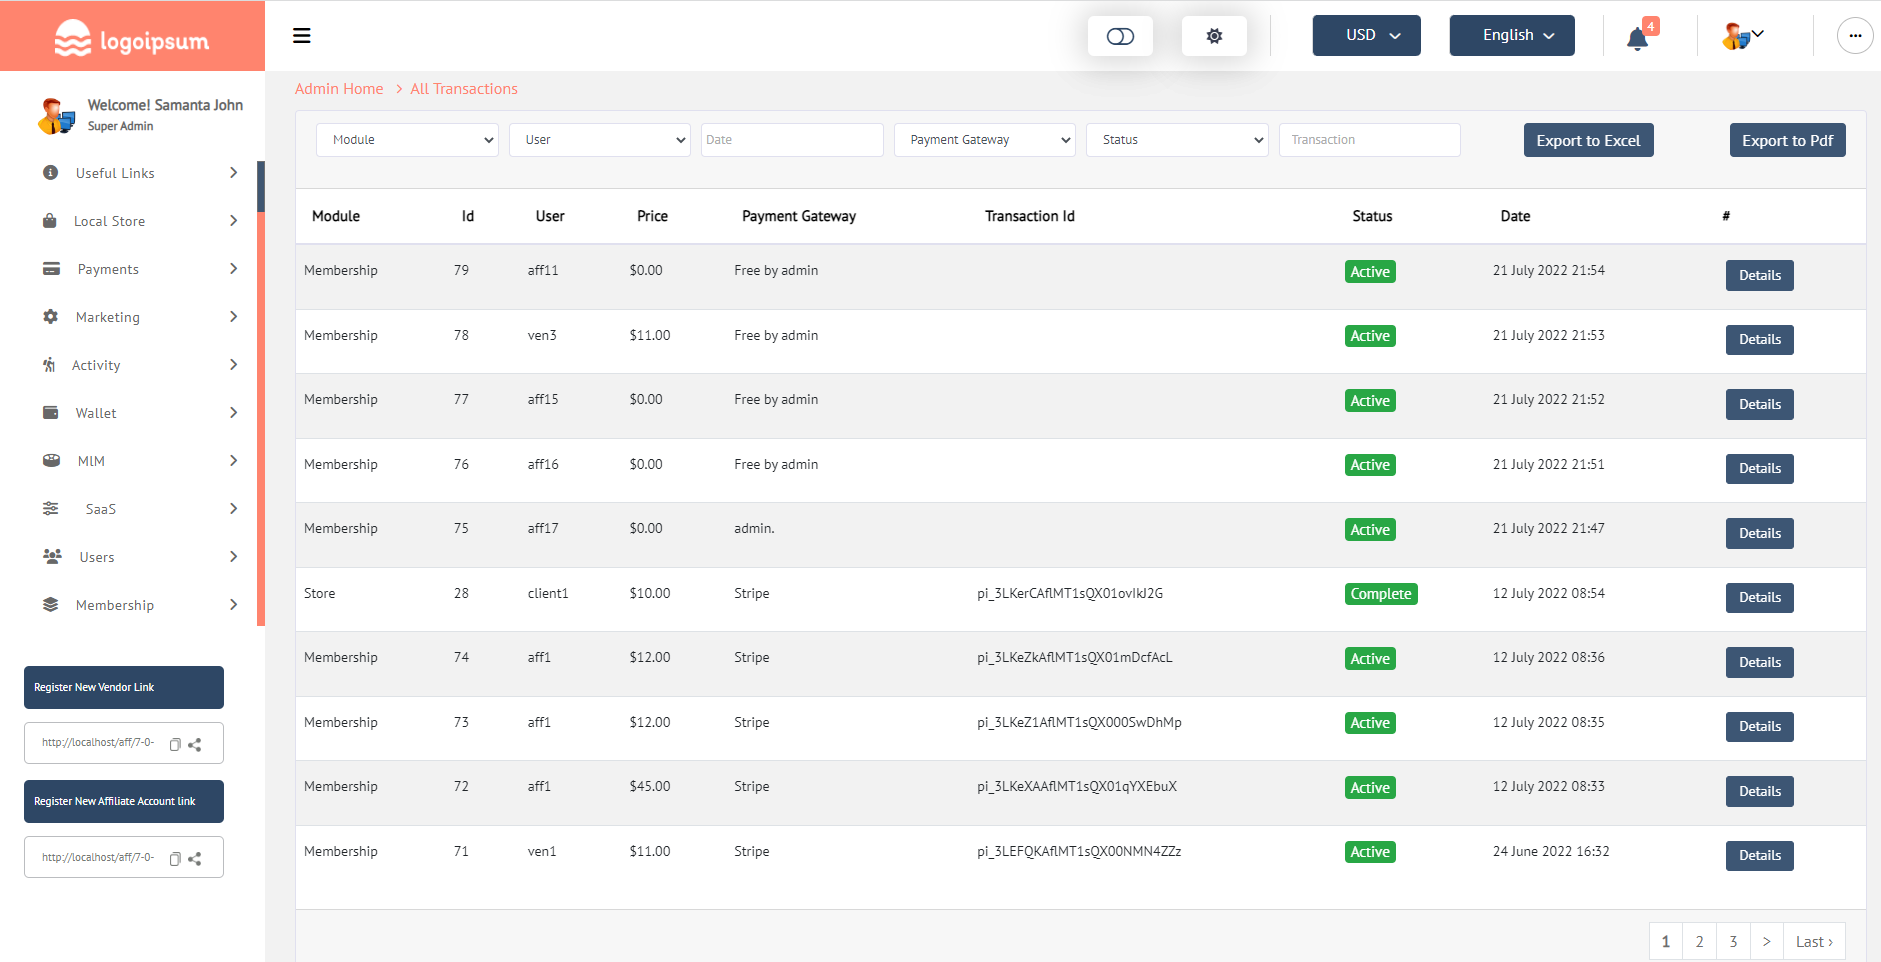 logoipsum
USD
English
4
Welcome! Samanta John
Super Admin
Useful Links
Local Store
Payments
Marketing
Activity
Wallet
MlM
SaaS
Users
Membership
Register New Vendor Link
http://localhost/aff/7-0-
Register New Affiliate Account link
http://localhost/aff/7-0-
Admin Home > All Transactions
Module User Date Payment Gateway Status Transaction Export to Excel Export to Pdf
Module Id User Price Payment Gateway Transaction Id Status Date #
Membership 79 aff11 $0.00 Free by admin Active 21 July 2022 21:54 Details
Membership 78 ven3 $11.00 Free by admin Active 21 July 2022 21:53 Details
Membership 77 aff15 $0.00 Free by admin Active 21 July 2022 21:52 Details
Membership 76 aff16 $0.00 Free by admin Active 21 July 2022 21:51 Details
Membership 75 aff17 $0.00 admin. Active 21 July 2022 21:47 Details
Store 28 client1 $10.00 Stripe pi_3LKerCAflMT1sQX01ovIkJ2G Complete 12 July 2022 08:54 Details
Membership 74 aff1 $12.00 Stripe pi_3LKeZkAflMT1sQX01mDcfAcL Active 12 July 2022 08:36 Details
Membership 73 aff1 $12.00 Stripe pi_3LKeZ1AflMT1sQX000SwDhMp Active 12 July 2022 08:35 Details
Membership 72 aff1 $45.00 Stripe pi_3LKeXAAflMT1sQX01qYXEbuX Active 12 July 2022 08:33 Details
Membership 71 ven1 $11.00 Stripe pi_3LEFQKAflMT1sQX00NMN4ZZz Active 24 June 2022 16:32 Details
1 2 3 > Last ›